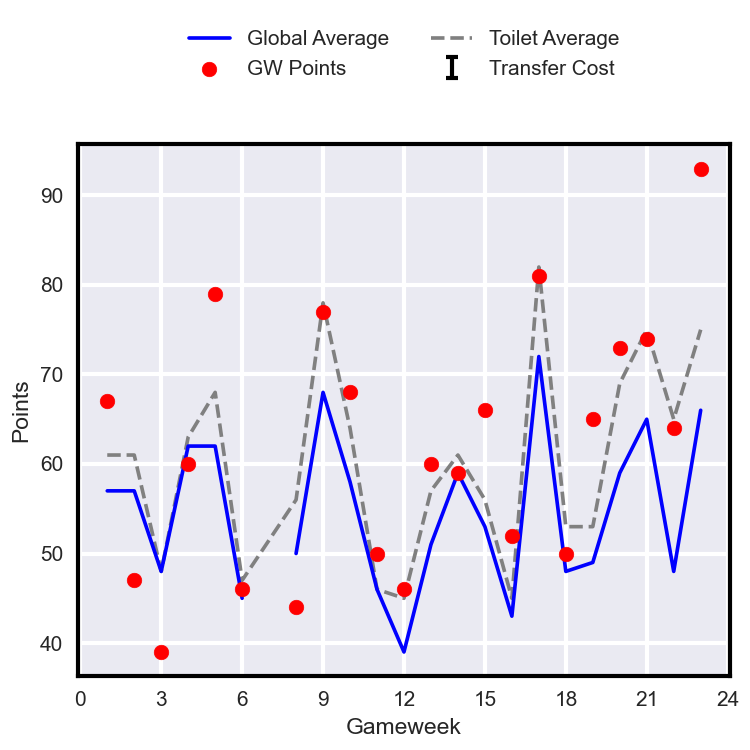 Global Average
Toilet Average
GW Points
Transfer Cost
90
80
70
60
50
40
Points
0 3 6 9 12 15 18 21 24
Gameweek